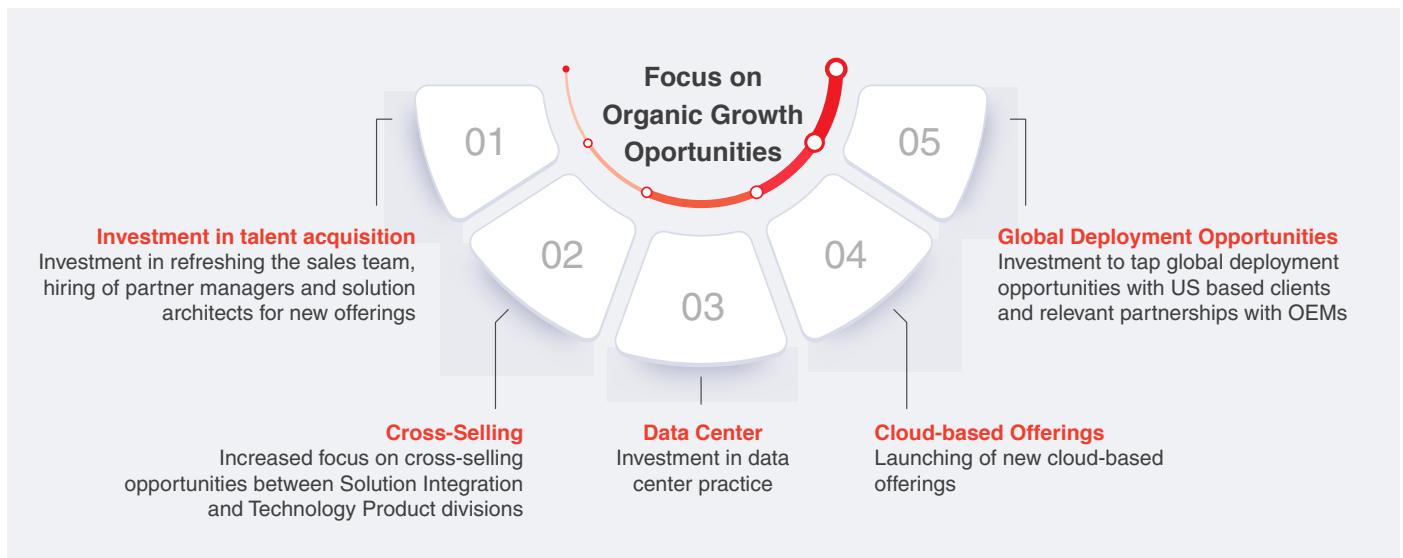 Focus on
Organic Growth
Oportunities
01
Investment in talent acquisition
Investment in refreshing the sales team,
hiring of partner managers and solution
architects for new offerings
02
Cross-Selling
Increased focus on cross-selling
opportunities between Solution Integration
and Technology Product divisions
03
Data Center
Investment in data
center practice
04
Cloud-based Offerings
Launching of new cloud-based
offerings
05
Global Deployment Opportunities
Investment to tap global deployment
opportunities with US based clients
and relevant partnerships with OEMs